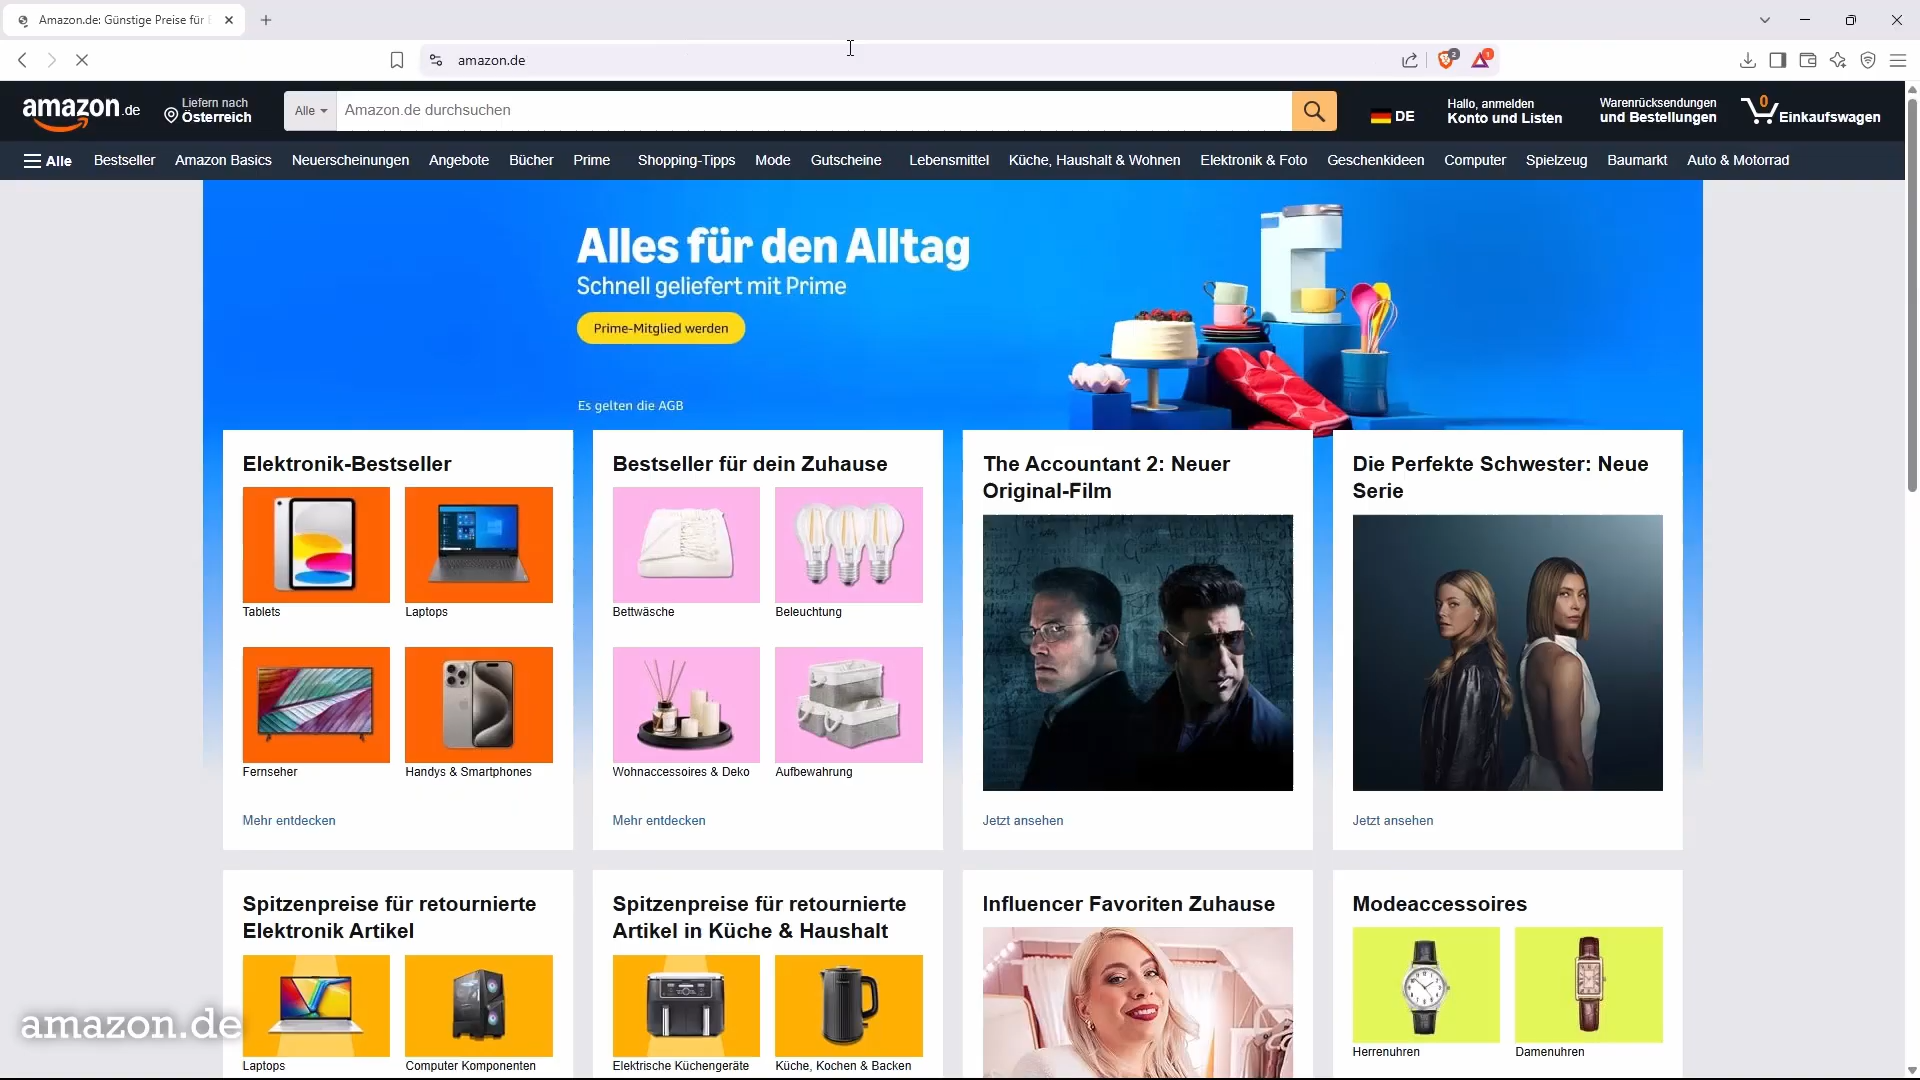 Amazon.de: Günstige Preise für
amazon.de
2
1
amazon.de
Liefern nach
Österreich
Alle
Amazon.de durchsuchen
DE
Hallo, anmelden
Konto und Listen
Warenrücksendungen
und Bestellungen
0
Einkaufswagen
Alle
Bestseller
Amazon Basics
Neuerscheinungen
Angebote
Bücher
Prime
Shopping-Tipps
Mode
Gutscheine
Lebensmittel
Küche, Haushalt & Wohnen
Elektronik & Foto
Geschenkideen
Computer
Spielzeug
Baumarkt
Auto & Motorrad
Alles für den Alltag
Schnell geliefert mit Prime
Prime-Mitglied werden
Es gelten die AGB
Elektronik-Bestseller
Tablets
Laptops
Fernseher
Handys & Smartphones
Mehr entdecken
Bestseller für dein Zuhause
Bettwäsche
Beleuchtung
Wohnaccessoires & Deko
Aufbewahrung
Mehr entdecken
The Accountant 2: Neuer
Original-Film
Jetzt ansehen
Die Perfekte Schwester: Neue
Serie
Jetzt ansehen
Spitzenpreise für retournierte
Elektronik Artikel
Laptops
Computer Komponenten
Spitzenpreise für retournierte
Artikel in Küche & Haushalt
Elektrische Küchengeräte
Küche, Kochen & Backen
Influencer Favoriten Zuhause
Modeaccessoires
Herrenuhren
Damenuhren
amazon.de